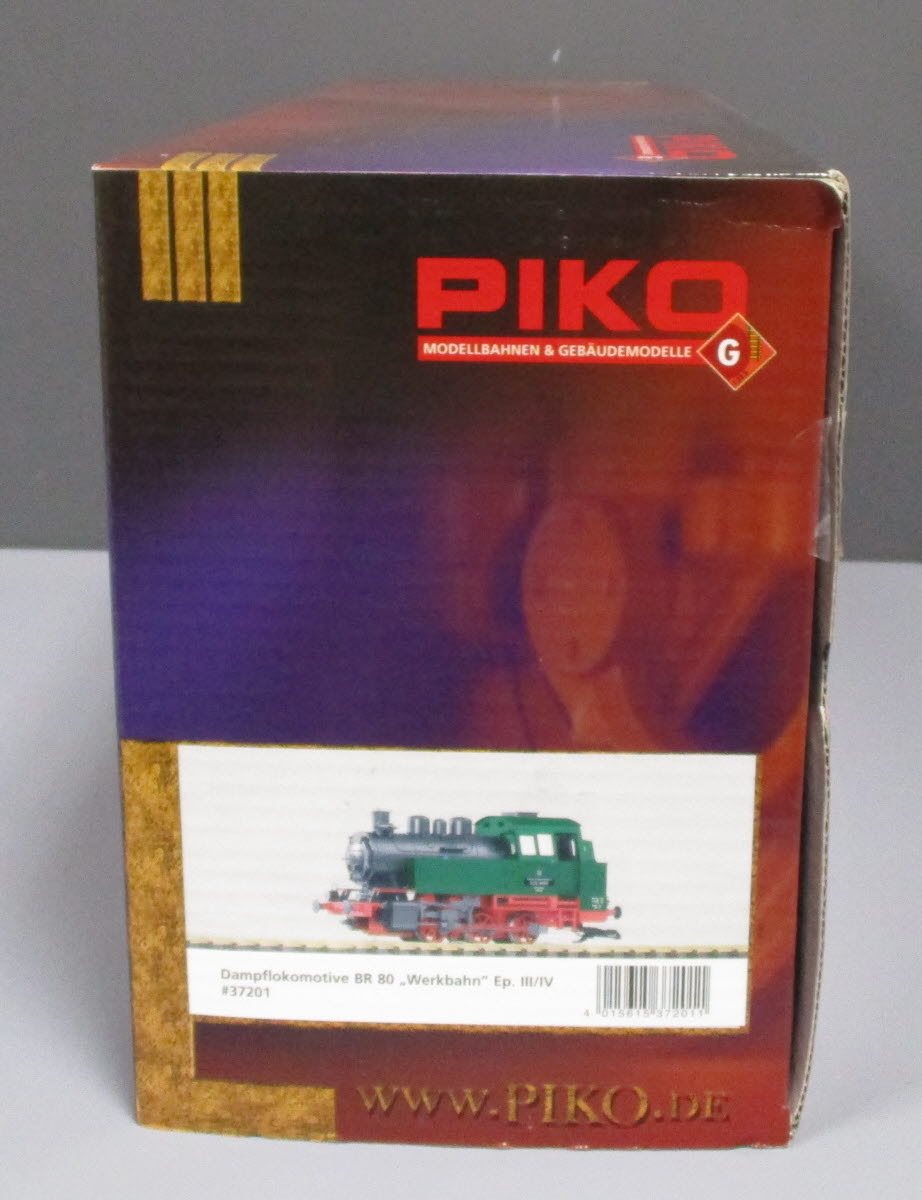 PIKO
MODELLBAHNEN & GEBÄUDEMODELLE
G
Dampflokomotive BR 80 „Werkbahn“ Ep. III/IV
#37201
4 015615 372011
WWW.PIKO.DE